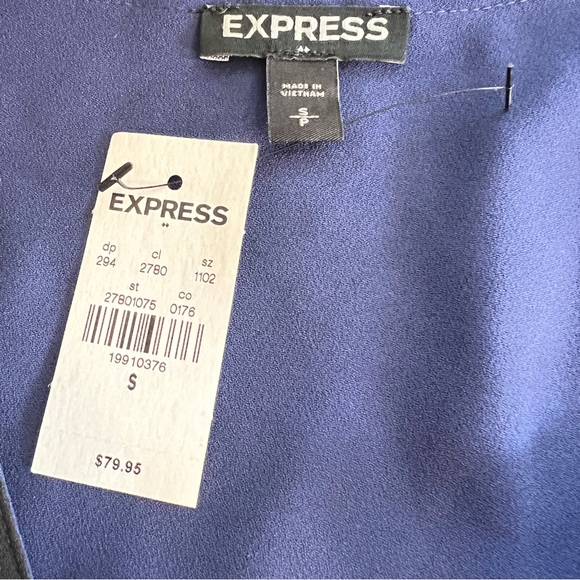 EXPRESS
MADE IN
VIETNAM
S
P
EXPRESS
dp cl sz
294 2780 1102
st co
27801075 0176
19910376
S
$79.95